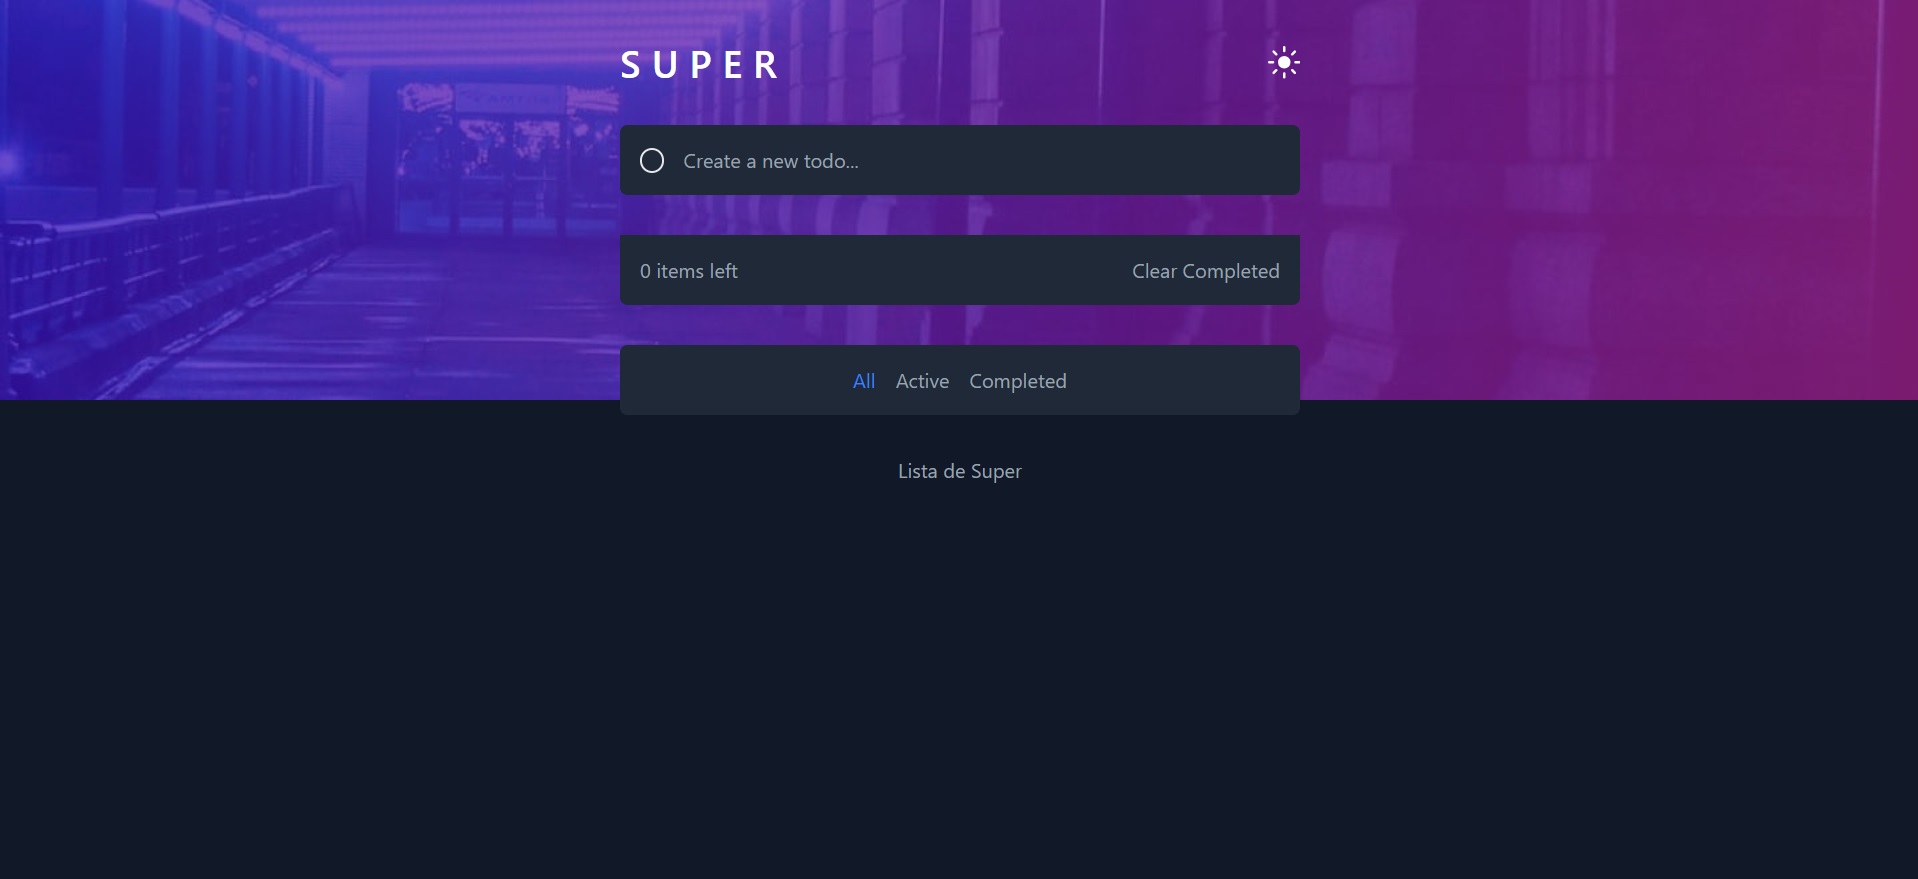 SUPER
Create a new todo...
0 items left Clear Completed
All Active Completed
Lista de Super